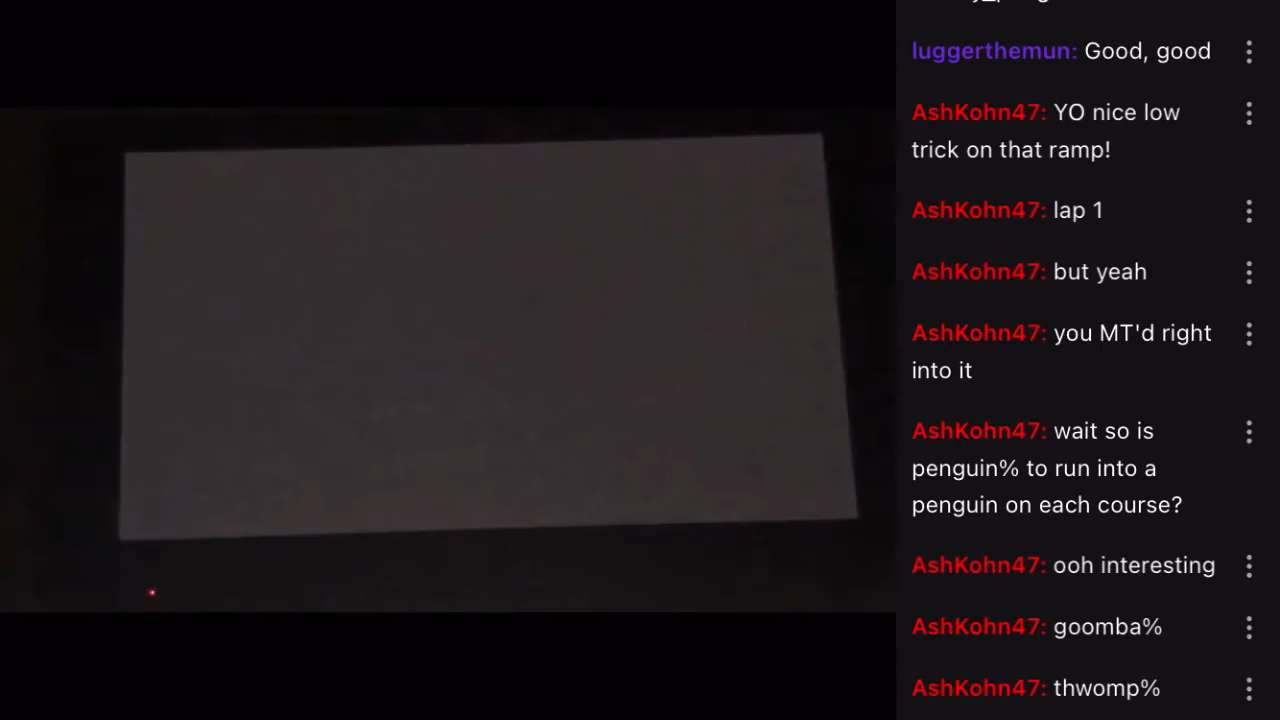 luggerthemun: Good, good
AshKohn47: YO nice low
trick on that ramp!
AshKohn47: lap 1
AshKohn47: but yeah
AshKohn47: you MT'd right
into it
AshKohn47: wait so is
penguin% to run into a
penguin on each course?
AshKohn47: ooh interesting
AshKohn47: goomba%
AshKohn47: thwomp%